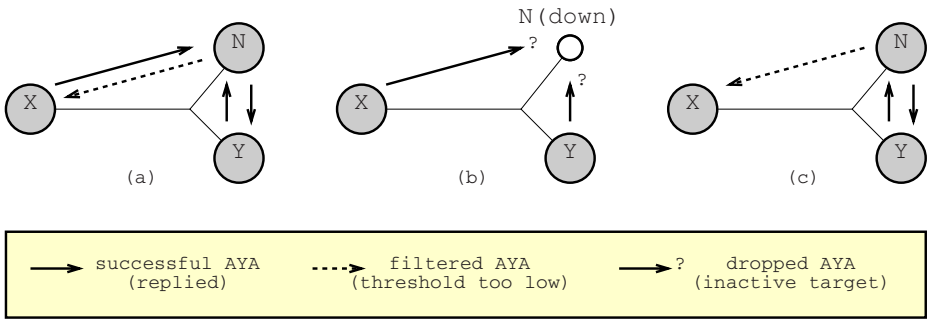 N(down)
N
?
N
X
X
?
X
Y
Y
Y
(a)
(b)
(c)
successful AYA
(replied)
filtered AYA
(threshold too low)
? dropped AYA
(inactive target)